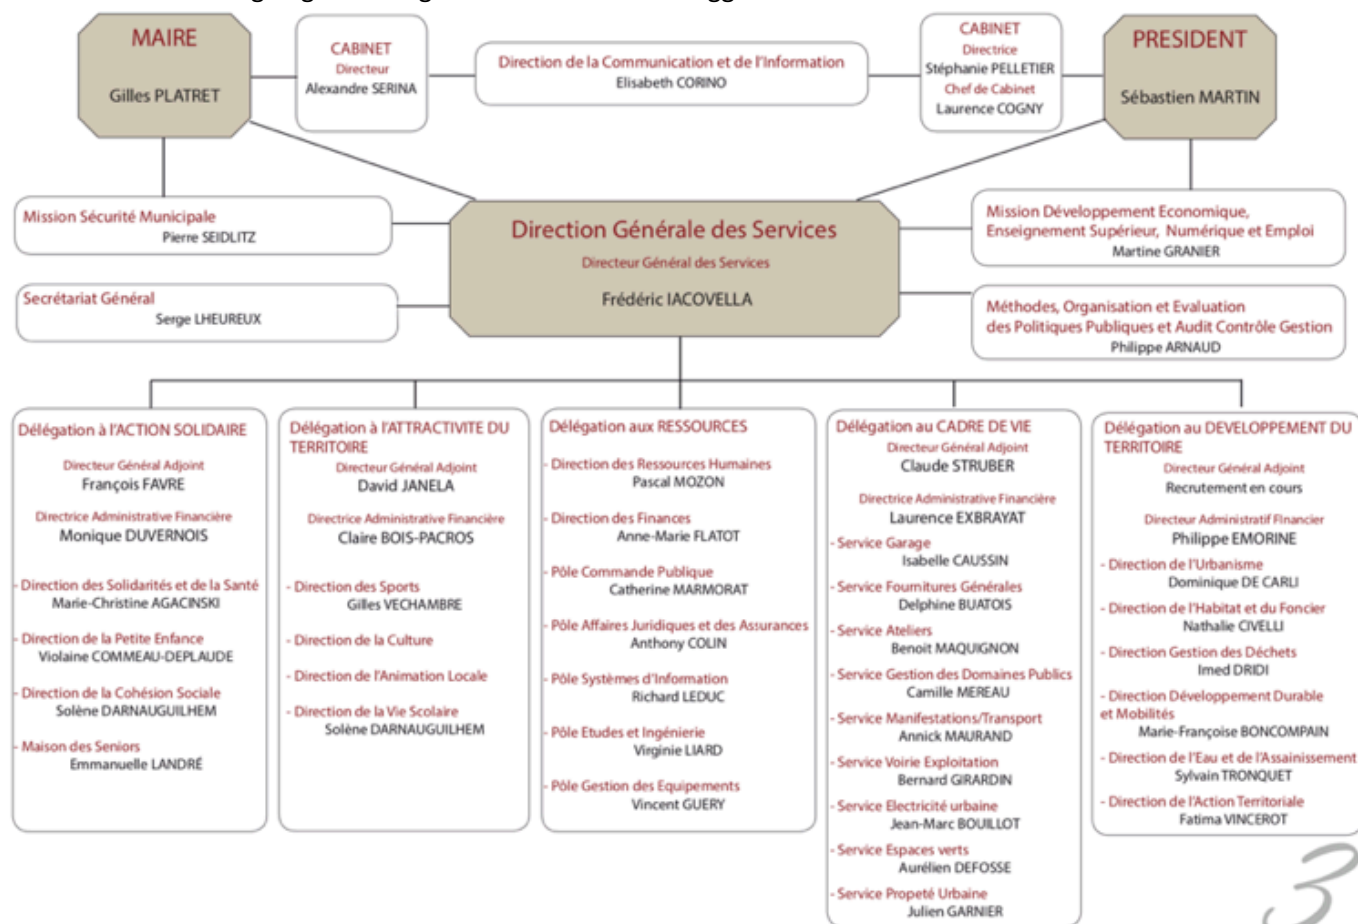 MAIRE
Gilles PLATRET
CABINET
Directeur
Alexandre SERINA
Direction de la Communication et de l'Information
Elisabeth CORINO
CABINET
Directrice
Stéphanie PELLETIER
Chef de Cabinet
Laurence COGNY
PRESIDENT
Sébastien MARTIN
Mission Sécurité Municipale
Pierre SEIDLITZ
Secrétariat Général
Serge LHEUREUX
Direction Générale des Services
Directeur Général des Services
Frédéric IACOVELLA
Mission Développement Economique,
Enseignement Supérieur, Numérique et Emploi
Martine GRANIER
Méthodes, Organisation et Evaluation
des Politiques Publiques et Audit Contrôle Gestion
Philippe ARNAUD
Délégation à l'ACTION SOLIDAIRE
Directeur Général Adjoint
François FAVRE
Directrice Administrative Financière
Monique DUVERNOIS
- Direction des Solidarités et de la Santé
Marie-Christine AGACINSKI
- Direction de la Petite Enfance
Violaine COMMEAU-DEPLAUDE
- Direction de la Cohésion Sociale
Solène DARNAUGUILHEM
- Maison des Seniors
Emmanuelle LANDRÉ
Délégation à l'ATTRACTIVITE DU
TERRITOIRE
Directeur Général Adjoint
David JANELA
Directrice Administrative Financière
Claire BOIS-PACROS
- Direction des Sports
Gilles VECHAMBRE
- Direction de la Culture
- Direction de l'Animation Locale
- Direction de la Vie Scolaire
Solène DARNAUGUILHEM
Délégation aux RESSOURCES
- Direction des Ressources Humaines
Pascal MOZON
- Direction des Finances
Anne-Marie FLATOT
- Pôle Commande Publique
Catherine MARMORAT
- Pôle Affaires Juridiques et des Assurances
Anthony COLIN
- Pôle Systèmes d'Information
Richard LEDUC
- Pôle Etudes et Ingénierie
Virginie LIARD
- Pôle Gestion des Equipements
Vincent GUERY
Délégation au CADRE DE VIE
Directeur Général Adjoint
Claude STRUBER
Directrice Administrative Financière
Laurence EXBRAYAT
- Service Garage
Isabelle CAUSSIN
- Service Fournitures Générales
Delphine BUATOIS
- Service Ateliers
Benoit MAQUIGNON
- Service Gestion des Domaines Publics
Camille MEREAU
- Service Manifestations/Transport
Annick MAURAND
- Service Voirie Exploitation
Bernard GIRARDIN
- Service Electricité urbaine
Jean-Marc BOUILLOT
- Service Espaces verts
Aurélien DEFOSSE
- Service Propeté Urbaine
Julien GARNIER
Délégation au DEVELOPPEMENT DU
TERRITOIRE
Directeur Général Adjoint
Recrutement en cours
Directeur Administratif FInancier
Philippe EMORINE
- Direction de l'Urbanisme
Dominique DE CARLI
- Direction de l'Habitat et du Foncier
Nathalie CIVELLI
- Direction Gestion des Déchets
Imed DRIDI
- Direction Développement Durable
et Mobilités
Marie-Françoise BONCOMPAIN
- Direction de l'Eau et de l'Assainissement
Sylvain TRONQUET
- Direction de l'Action Territoriale
Fatima VINCEROT
3